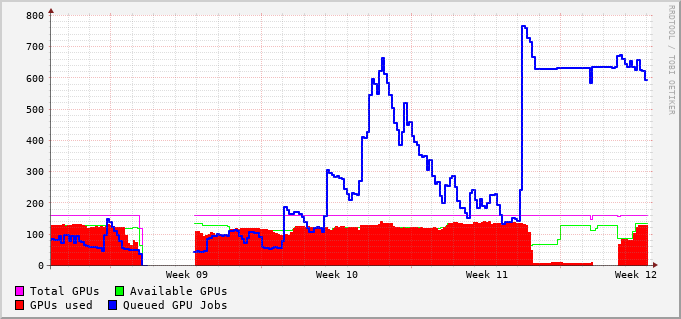 800
700
600
500
400
300
200
100
0
Week 09 Week 10 Week 11 Week 12
Total GPUs Available GPUs
GPUs used Queued GPU Jobs
RRDTOOL / TOBI OETIKER